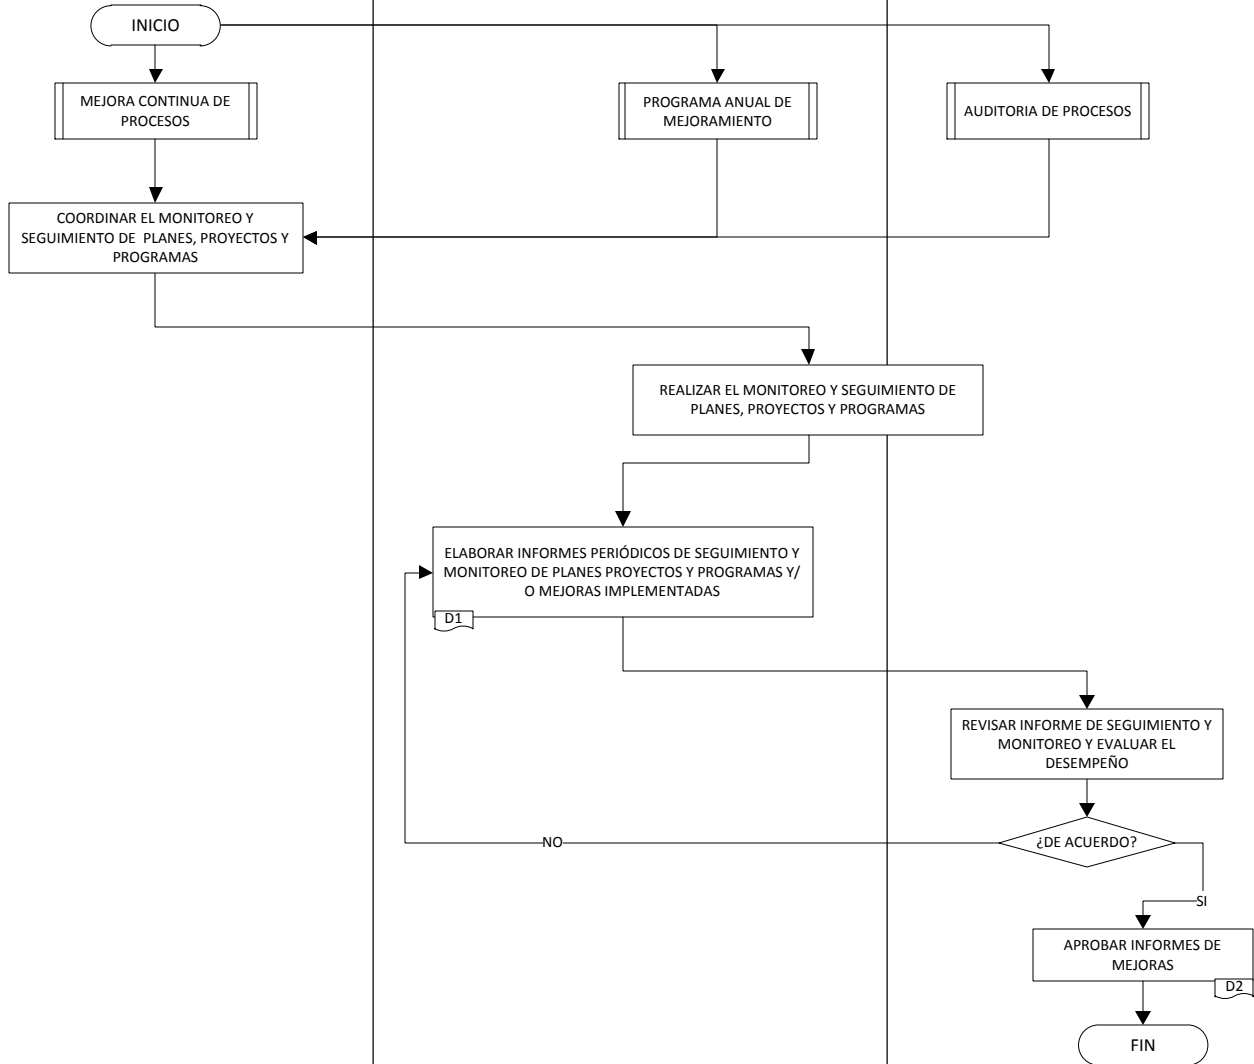 INICIO
MEJORA CONTINUA DE
PROCESOS
PROGRAMA ANUAL DE
MEJORAMIENTO
AUDITORIA DE PROCESOS
COORDINAR EL MONITOREO Y
SEGUIMIENTO DE PLANES, PROYECTOS Y
PROGRAMAS
REALIZAR EL MONITOREO Y SEGUIMIENTO DE
PLANES, PROYECTOS Y PROGRAMAS
ELABORAR INFORMES PERIÓDICOS DE SEGUIMIENTO Y
MONITOREO DE PLANES PROYECTOS Y PROGRAMAS Y/
O MEJORAS IMPLEMENTADAS
D1
REVISAR INFORME DE SEGUIMIENTO Y
MONITOREO Y EVALUAR EL
DESEMPEÑO
NO
¿DE ACUERDO?
SI
APROBAR INFORMES DE
MEJORAS
D2
FIN